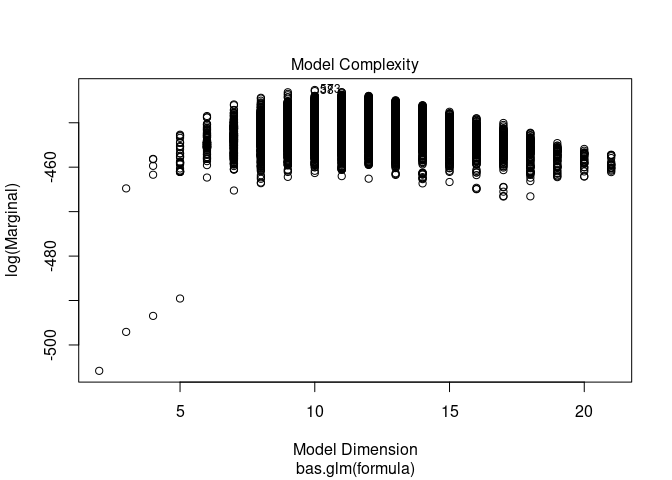 Model Complexity
log(Marginal)
-460
-480
-500
5 10 15 20
Model Dimension
bas.glm(formula)